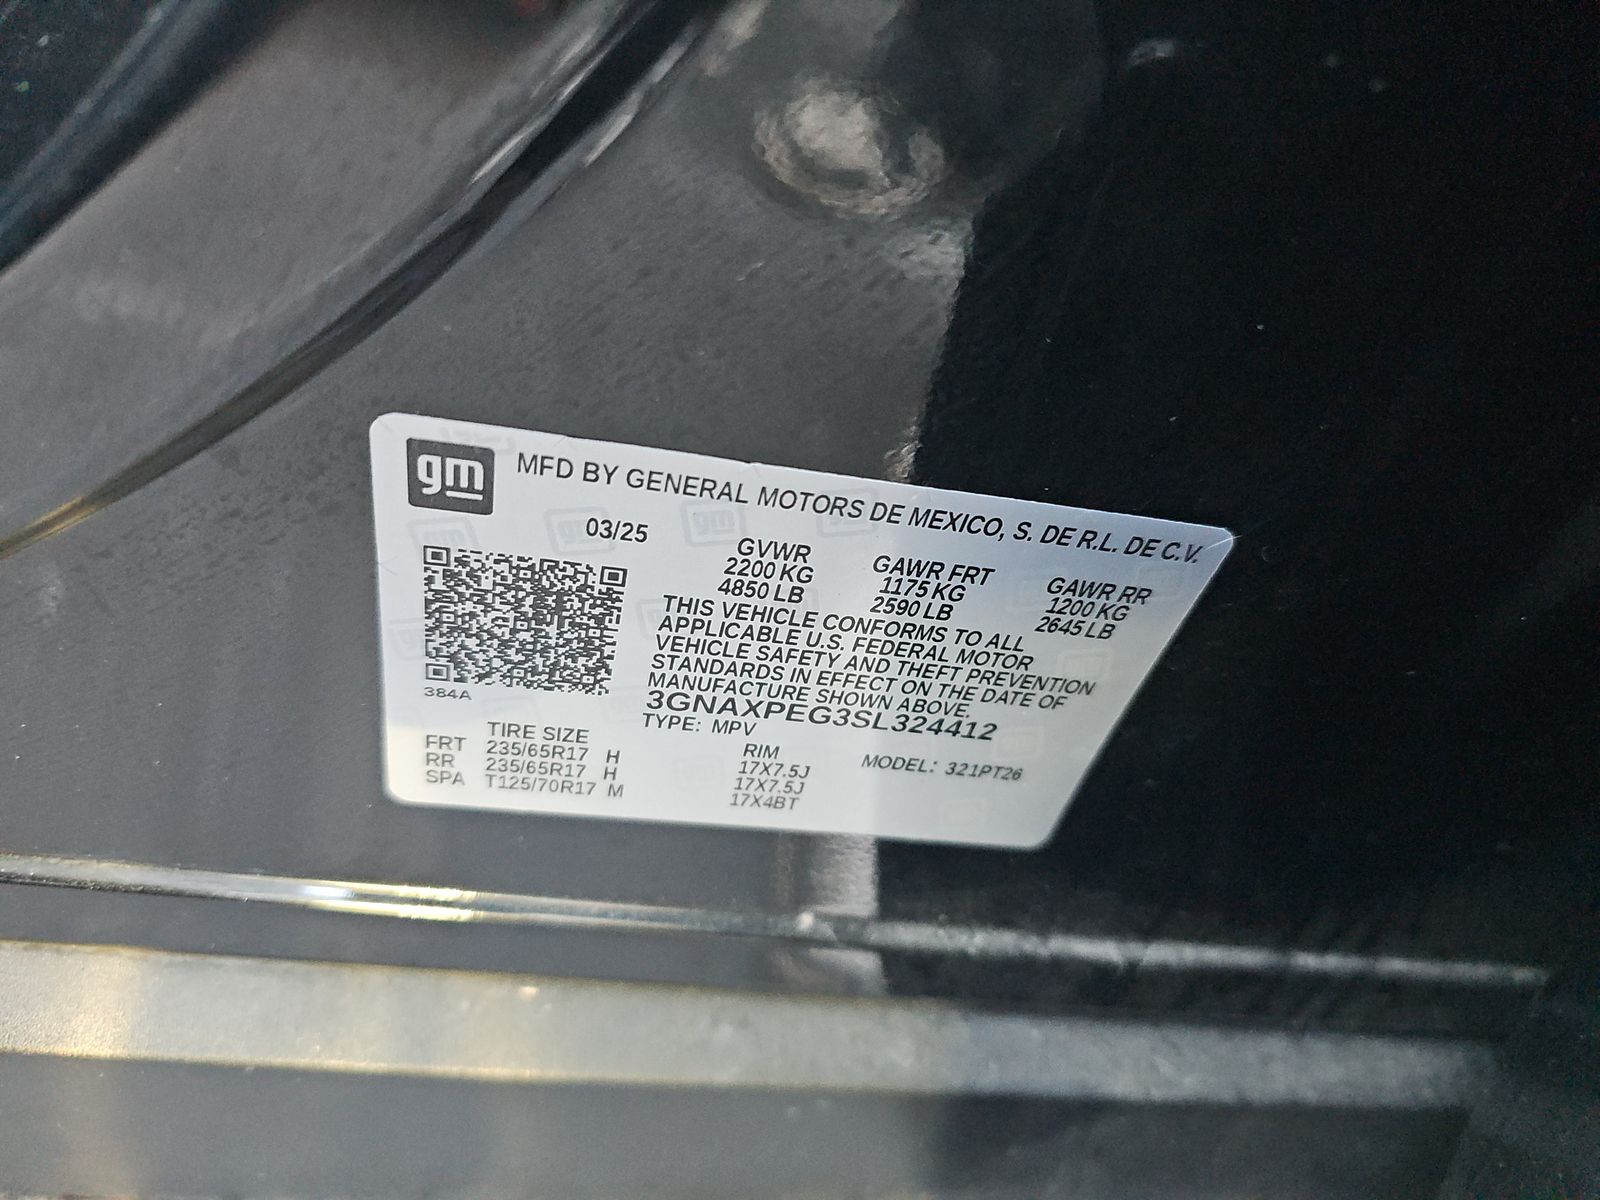 gm MFD BY GENERAL MOTORS DE MEXICO, S. DE R.L. DE C.V.
03/25
GVWR GAWR FRT GAWR RR
2200 KG 1175 KG 1200 KG
4850 LB 2590 LB 2645 LB
THIS VEHICLE CONFORMS TO ALL
APPLICABLE U.S. FEDERAL MOTOR
VEHICLE SAFETY AND THEFT PREVENTION
STANDARDS IN EFFECT ON THE DATE OF
MANUFACTURE SHOWN ABOVE.
384A
3GNAXPEG3SL324412
TYPE: MPV MODEL: 321PT26
TIRE SIZE RIM
FRT 235/65R17 H 17X7.5J
RR 235/65R17 H 17X7.5J
SPA T125/70R17 M 17X4BT